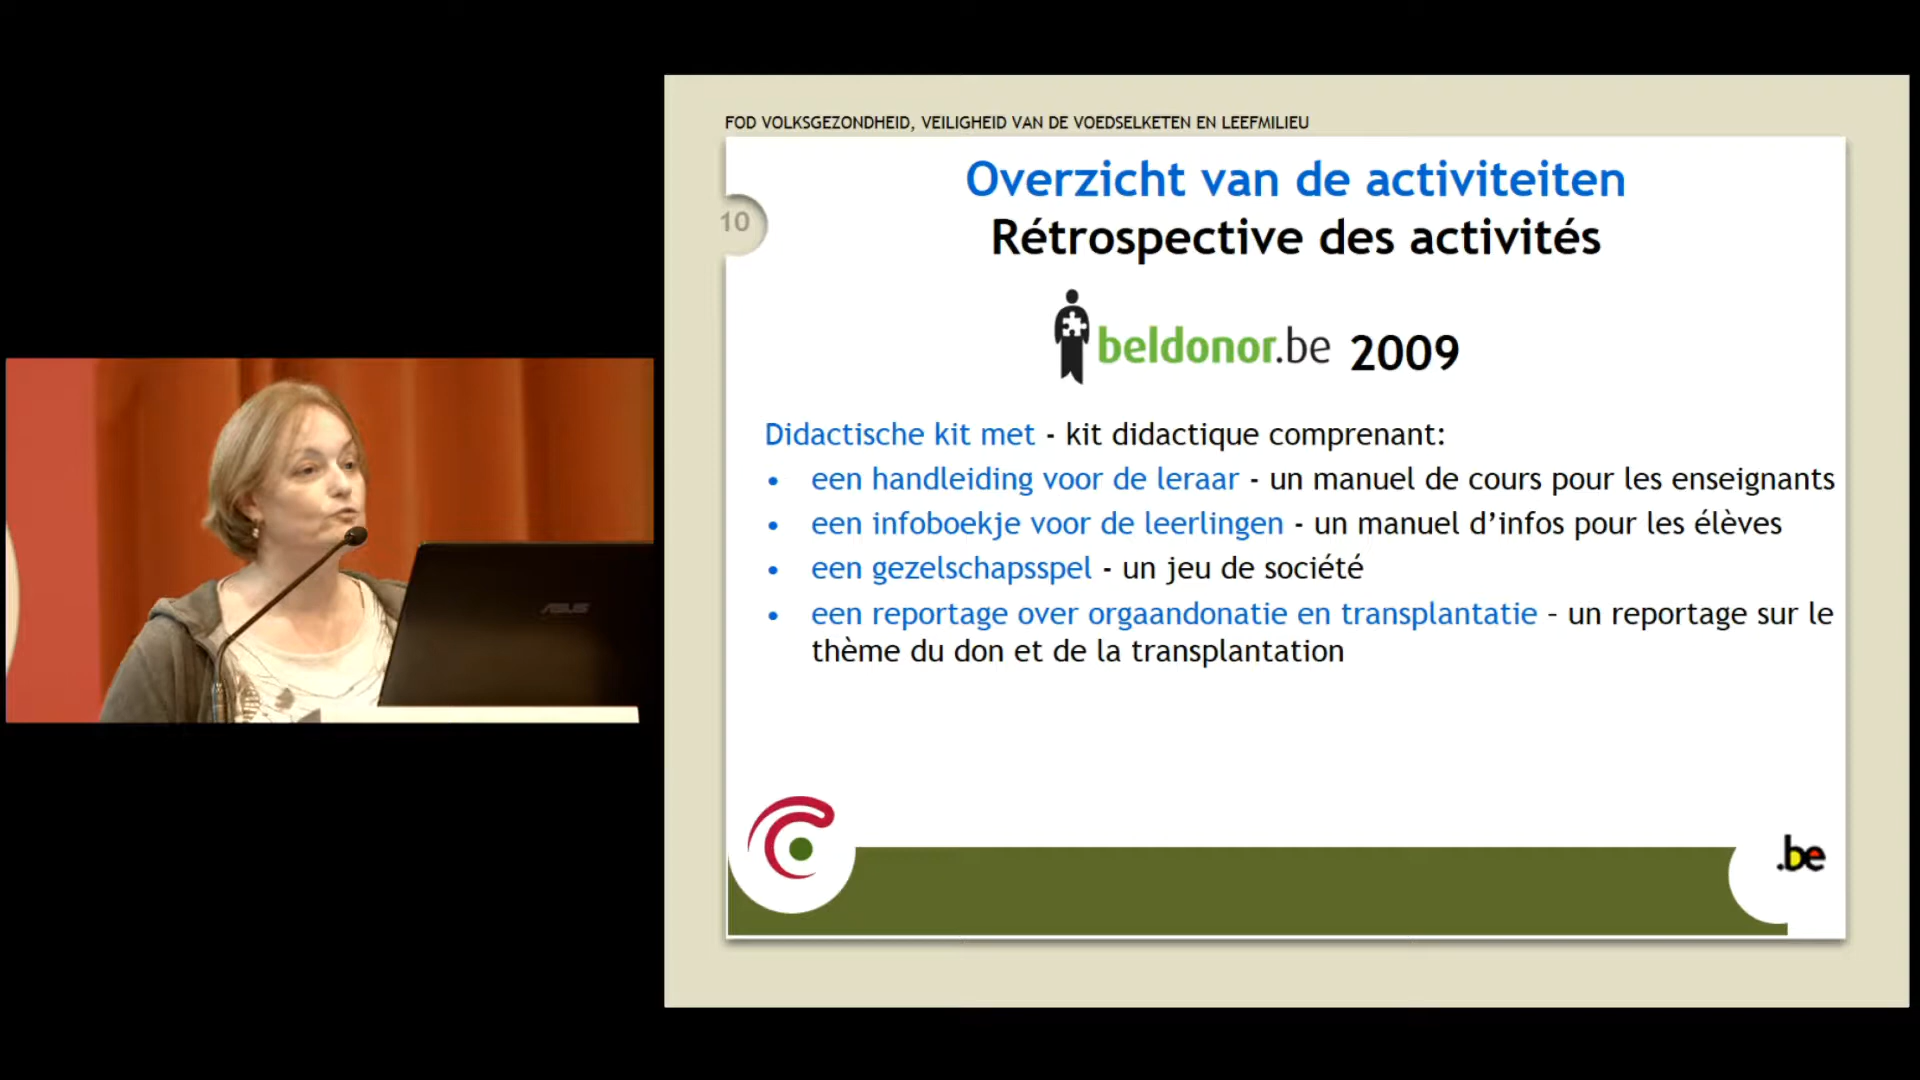 FOD VOLKSGEZONDHEID, VEILIGHEID VAN DE VOEDSELKETEN EN LEEFMILIEU
10
Overzicht van de activiteiten
Rétrospective des activités
beldonor.be 2009
Didactische kit met - kit didactique comprenant:
• een handleiding voor de leraar - un manuel de cours pour les enseignants
• een infoboekje voor de leerlingen - un manuel d’infos pour les élèves
• een gezelschapsspel - un jeu de société
• een reportage over orgaandonatie en transplantatie – un reportage sur le
thème du don et de la transplantation
.be
ASUS